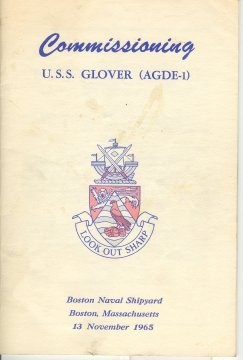 Commissioning
U.S.S. GLOVER (AGDE-1)
LOOK OUT SHARP
Boston Naval Shipyard
Boston, Massachusetts
13 November 1965